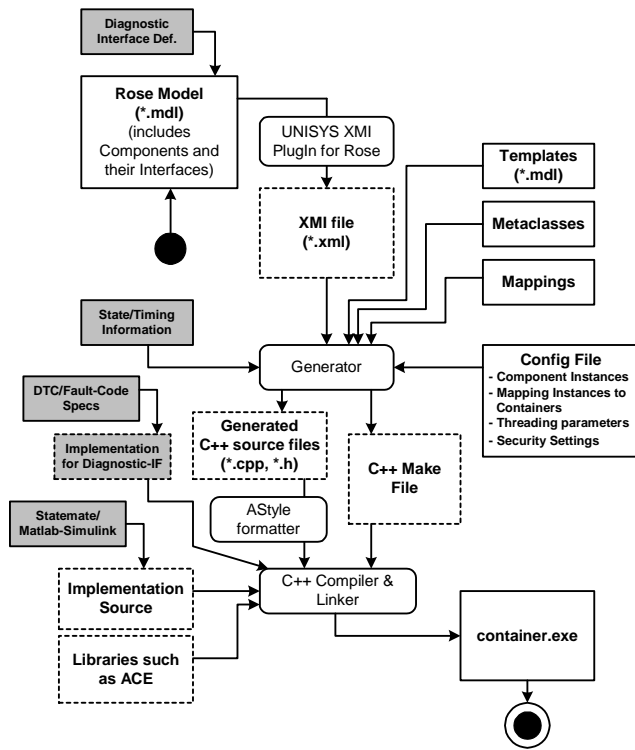 Diagnostic
Interface Def.
Rose Model
(*.mdl)
(includes
Components and
their Interfaces)
UNISYS XMI
PlugIn for Rose
Templates
(*.mdl)
XMI file
(*.xml)
Metaclasses
Mappings
State/Timing
Information
Generator
Config File
- Component Instances
- Mapping Instances to
Containers
- Threading parameters
- Security Settings
DTC/Fault-Code
Specs
Generated
C++ source files
(*.cpp, *.h)
Implementation
for Diagnostic-IF
C++ Make
File
AStyle
formatter
Statemate/
Matlab-Simulink
Implementation
Source
C++ Compiler &
Linker
Libraries such
as ACE
container.exe